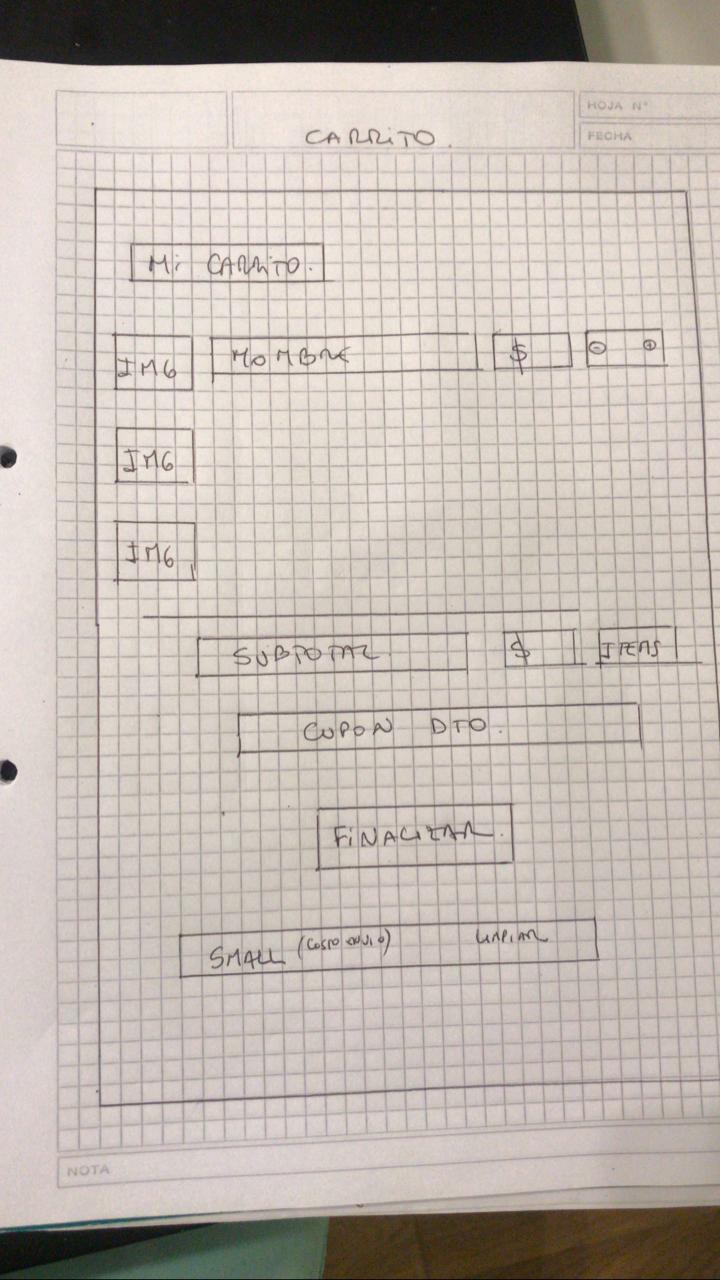 HOJA N°
FECHA
CARRITO.
Mi CARRITO.
IMG NOMBRE $ - +
IMG
IMG
SUBTOTAL $ ITEMS
CUPON DTO.
FINALIZAR.
SMALL (COSTO ENVIO) LIMPIAR
NOTA